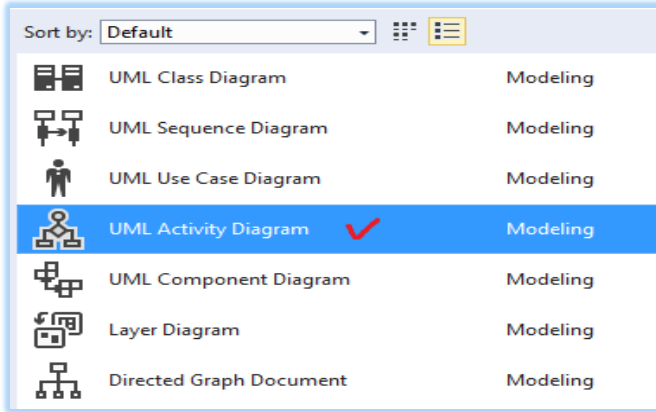 Sort by: Default
UML Class Diagram Modeling
UML Sequence Diagram Modeling
UML Use Case Diagram Modeling
UML Activity Diagram Modeling
UML Component Diagram Modeling
Layer Diagram Modeling
Directed Graph Document Modeling